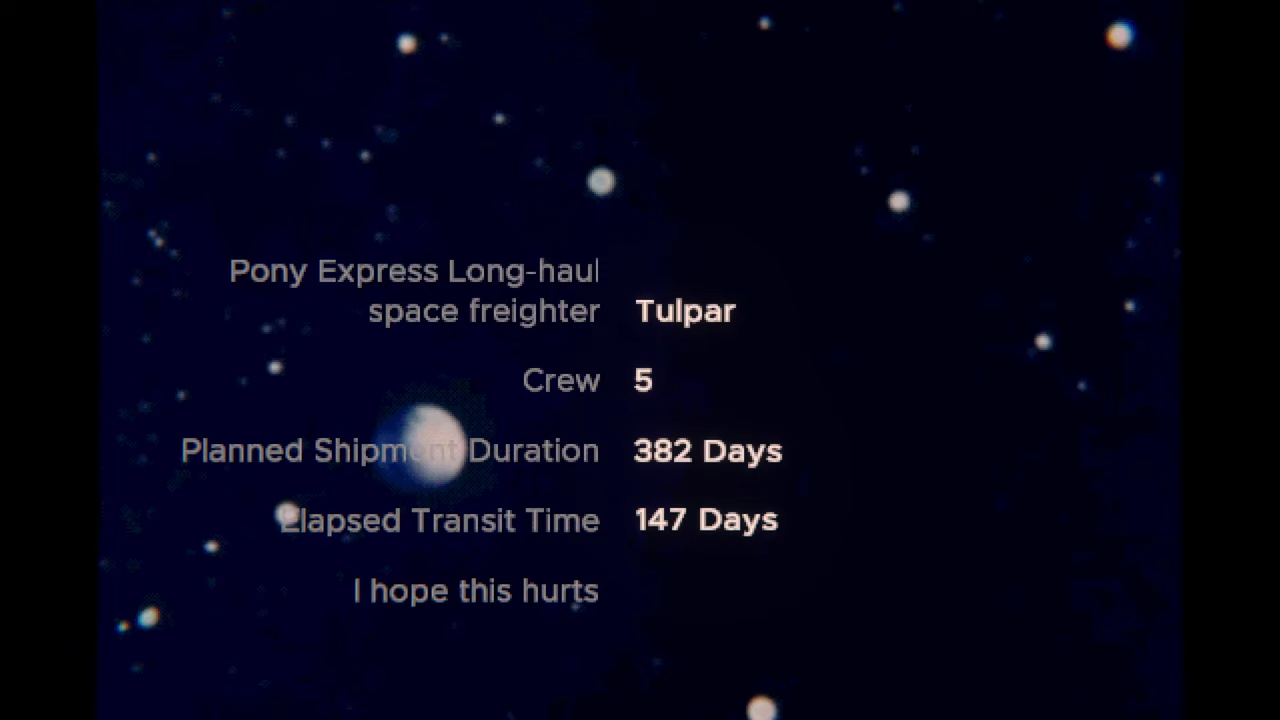 Pony Express Long-haul
space freighter Tulpar
Crew 5
Planned Shipment Duration 382 Days
Elapsed Transit Time 147 Days
I hope this hurts